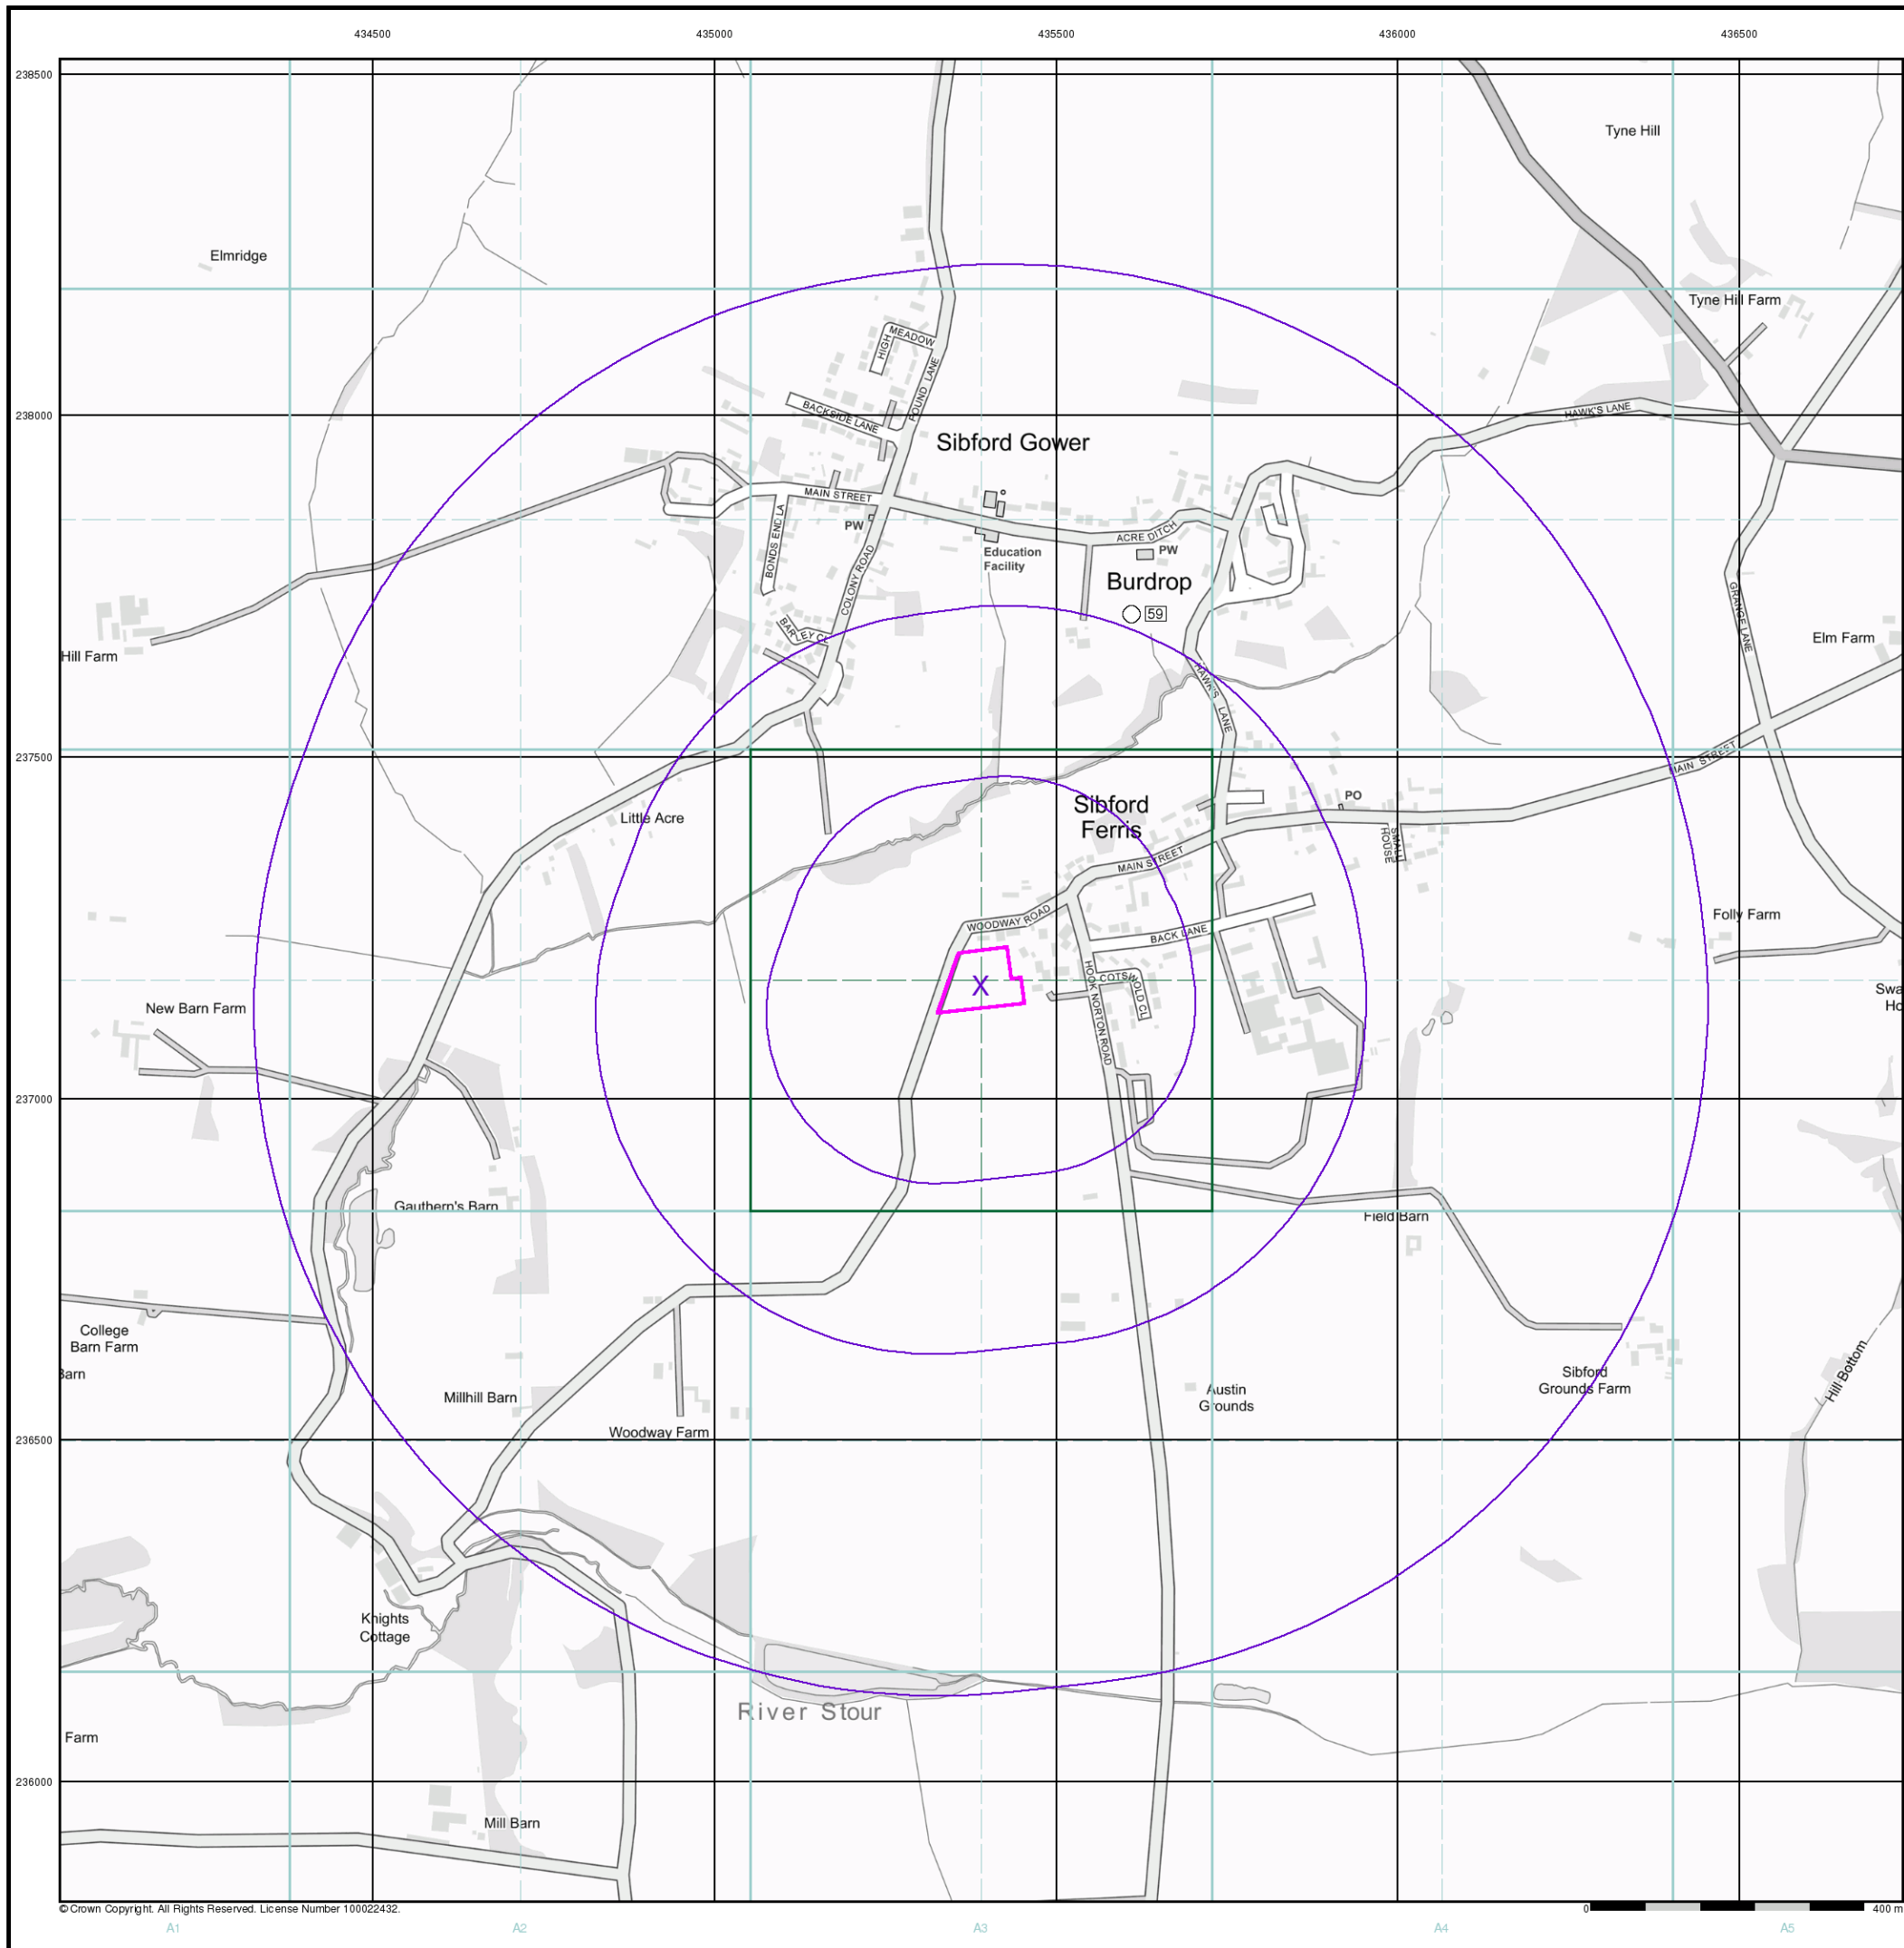 434500
435000
435500
436000
436500
238500
Tyne Hill
Elmridge
Tyne Hill Farm
HIGH
MEADOW
POUND LANE
BACKSIDE LANE
238000
HAWK'S LANE
Sibford Gower
MAIN STREET
PW
BONDS END LA
COLONY ROAD
Education
Facility
ACRE DITCH
PW
Burdrop
59
BARLEY CL
GRANGE LANE
Elm Farm
Hill Farm
HAWK'S LANE
237500
MAIN STREET
Sibford
Ferris
PO
Little Acre
SMALL
HOUSE
MAIN STREET
WOODWAY ROAD
BACK LANE
Folly Farm
HOOK NORTON ROAD
COTSWOLD CL
X
New Barn Farm
Swa
Ho
237000
Gauthern's Barn
Field Barn
College
Barn Farm
Barn
Millhill Barn
Woodway Farm
Austin
Grounds
Sibford
Grounds Farm
Hill Bottom
236500
Knights
Cottage
River Stour
Farm
236000
Mill Barn
© Crown Copyright. All Rights Reserved. License Number 100022432.
0
400 m
A1
A2
A3
A4
A5